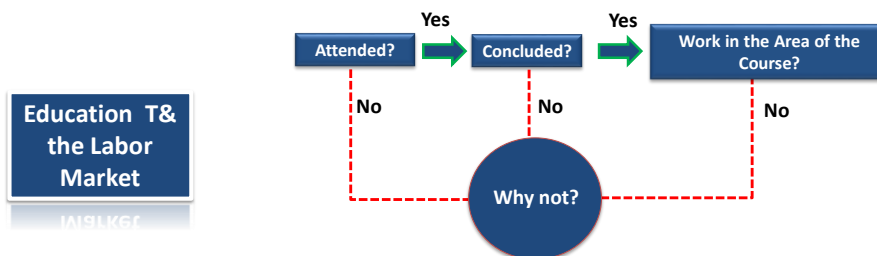 Yes
Yes
Attended?
Concluded?
Work in the Area of the
Course?
No
No
No
Education T&
the Labor
Market
Why not?